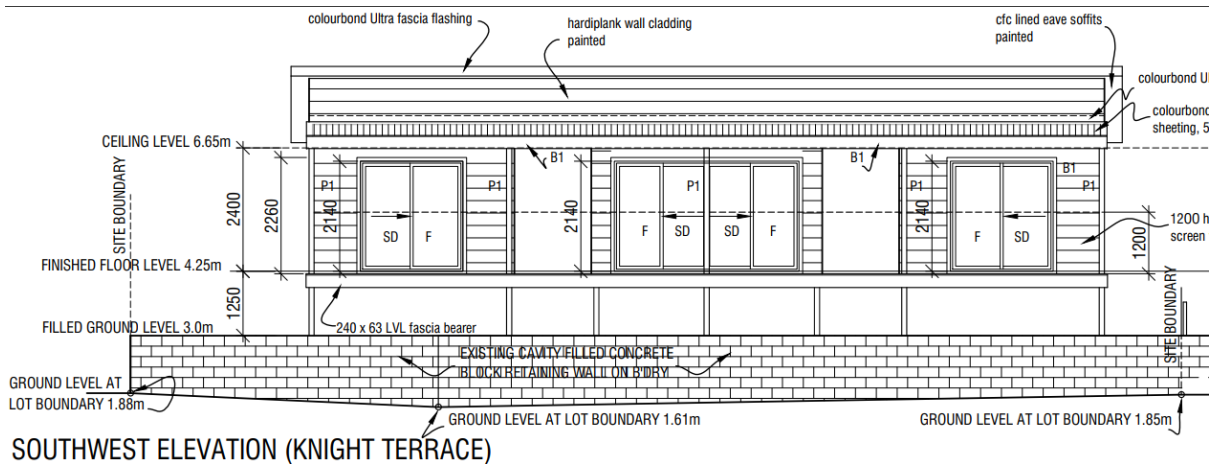 colourbond Ultra fascia flashing
hardiplank wall cladding
painted
cfc lined eave soffits
painted
colourbond
colourbond
sheeting, 5
CEILING LEVEL 6.65m
SITE BOUNDARY
2400
2260
2140
P1
SD
F
P1
B1
2140
F
SD
P1
SD
F
B1
P1
2140
F
SD
B1
P1
1200
1200 h
screen
FINISHED FLOOR LEVEL 4.25m
1250
240 x 63 LVL fascia bearer
SITE BOUNDARY
FILLED GROUND LEVEL 3.0m
EXISTING CAVITY FILLED CONCRETE
BLOCK RETAINING WALL ON B'DRY
GROUND LEVEL AT
LOT BOUNDARY 1.88m
GROUND LEVEL AT LOT BOUNDARY 1.61m
GROUND LEVEL AT LOT BOUNDARY 1.85m
SOUTHWEST ELEVATION (KNIGHT TERRACE)